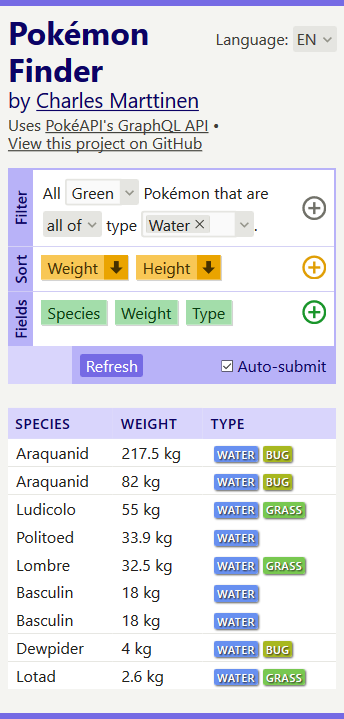 Pokémon
Finder
Language: EN
by Charles Marttinen
Uses PokéAPI's GraphQL API •
View this project on GitHub
Filter
All Green Pokémon that are
all of type Water ×.
Sort
Weight Height
Fields
Species Weight Type
Refresh Auto-submit
SPECIES WEIGHT TYPE
Araquanid 217.5 kg WATER BUG
Araquanid 82 kg WATER BUG
Ludicolo 55 kg WATER GRASS
Politoed 33.9 kg WATER
Lombre 32.5 kg WATER GRASS
Basculin 18 kg WATER
Basculin 18 kg WATER
Dewpider 4 kg WATER BUG
Lotad 2.6 kg WATER GRASS